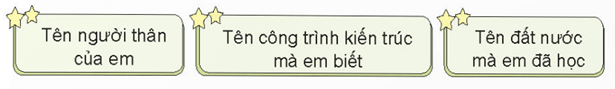 Tên người thân
của em
Tên công trình kiến trúc
mà em biết
Tên đất nước
mà em đã học